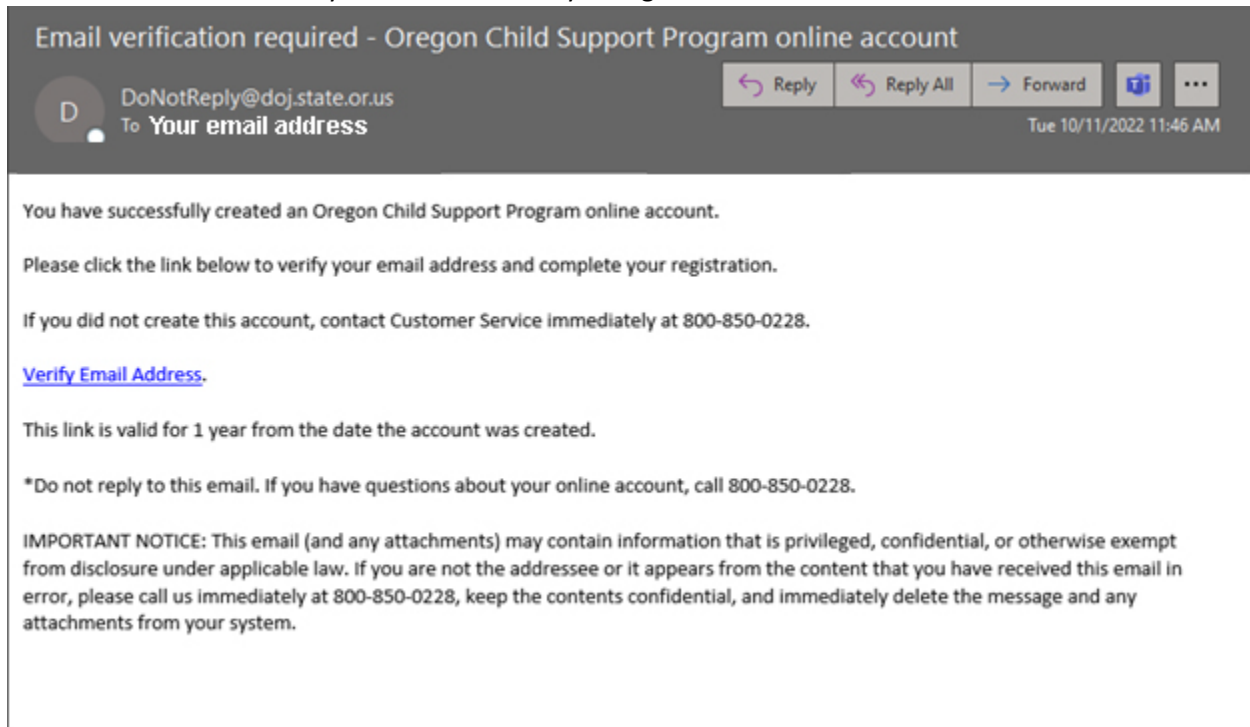 Email verification required - Oregon Child Support Program online account
D
DoNotReply@doj.state.or.us
To Your email address
Reply
Reply All
Forward
Tue 10/11/2022 11:46 AM
You have successfully created an Oregon Child Support Program online account.
Please click the link below to verify your email address and complete your registration.
If you did not create this account, contact Customer Service immediately at 800-850-0228.
Verify Email Address.
This link is valid for 1 year from the date the account was created.
*Do not reply to this email. If you have questions about your online account, call 800-850-0228.
IMPORTANT NOTICE: This email (and any attachments) may contain information that is privileged, confidential, or otherwise exempt
from disclosure under applicable law. If you are not the addressee or it appears from the content that you have received this email in
error, please call us immediately at 800-850-0228, keep the contents confidential, and immediately delete the message and any
attachments from your system.